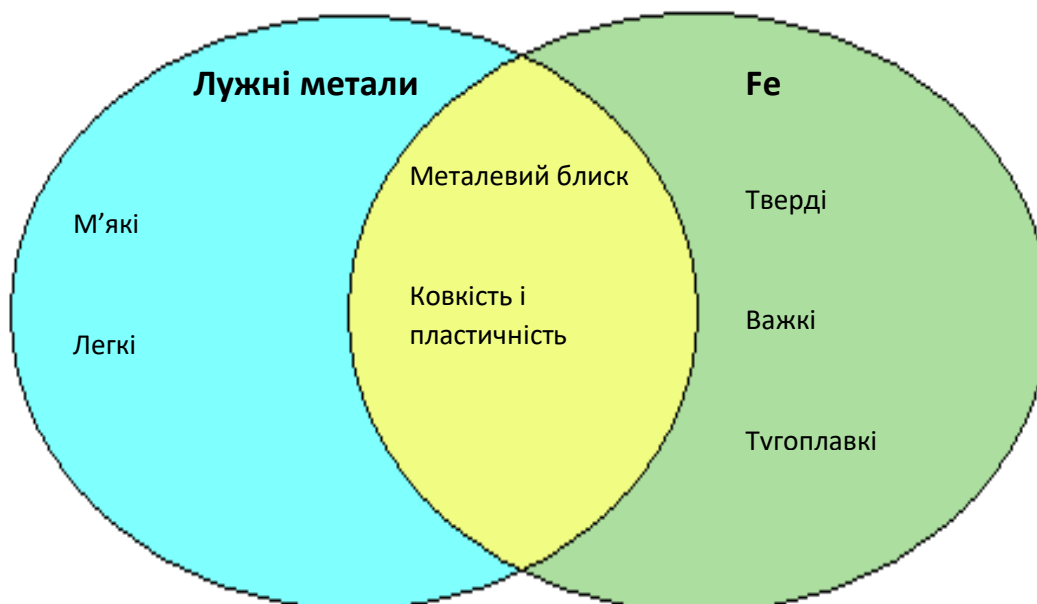 Лужні метали
М’які
Легкі
Металевий блиск
Ковкість і
пластичність
Fe
Тверді
Важкі
Тугоплавкі